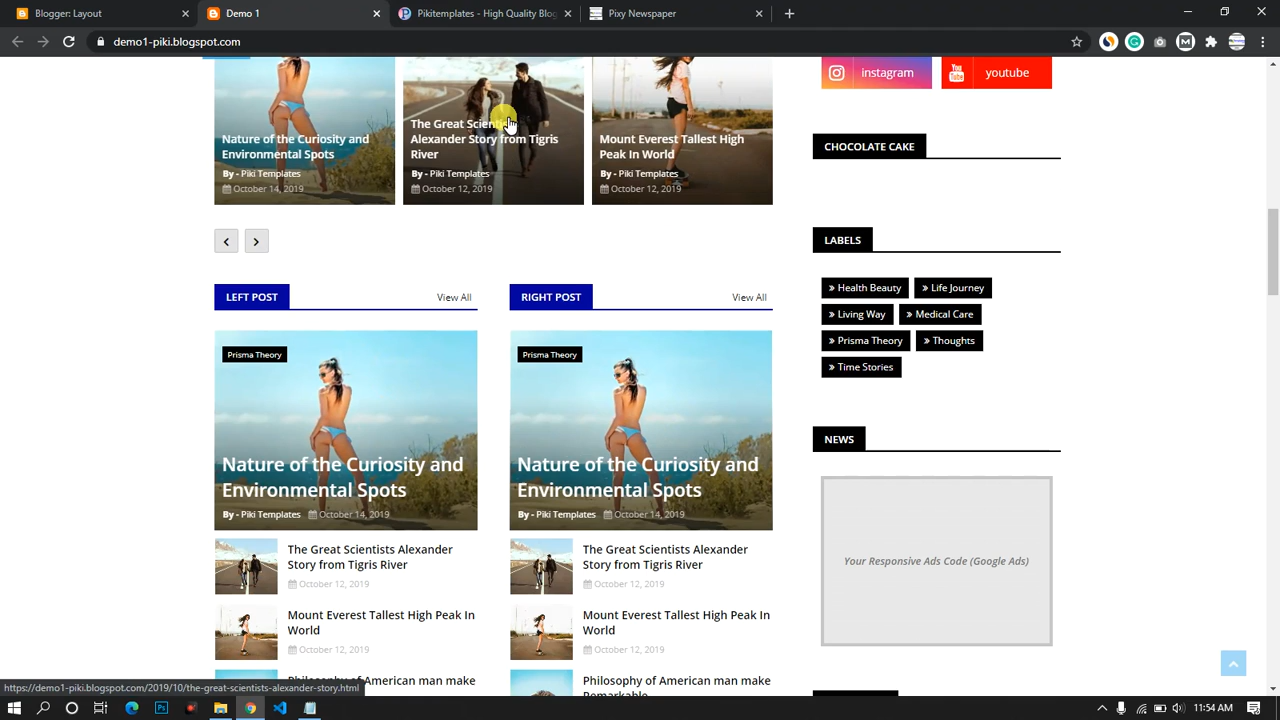 Blogger: Layout
Demo 1
Pikitemplates - High Quality Blog
Pixy Newspaper
demo1-piki.blogspot.com
Nature of the Curiosity and
Environmental Spots
By - Piki Templates
October 14, 2019
The Great Scientists
Alexander Story from Tigris
River
By - Piki Templates
October 12, 2019
Mount Everest Tallest High
Peak In World
By - Piki Templates
October 12, 2019
instagram
You Tube
youtube
CHOCOLATE CAKE
LABELS
» Health Beauty
» Life Journey
» Living Way
» Medical Care
» Prisma Theory
» Thoughts
» Time Stories
NEWS
Your Responsive Ads Code (Google Ads)
LEFT POST
View All
Prisma Theory
Nature of the Curiosity and
Environmental Spots
By - Piki Templates October 14, 2019
The Great Scientists Alexander
Story from Tigris River
October 12, 2019
Mount Everest Tallest High Peak In
World
October 12, 2019
Philosophy of American man make
RIGHT POST
View All
Prisma Theory
Nature of the Curiosity and
Environmental Spots
By - Piki Templates October 14, 2019
The Great Scientists Alexander
Story from Tigris River
October 12, 2019
Mount Everest Tallest High Peak In
World
October 12, 2019
Philosophy of American man make
Remarkable
https://demo1-piki.blogspot.com/2019/10/the-great-scientists-alexander-story.html
11:54 AM